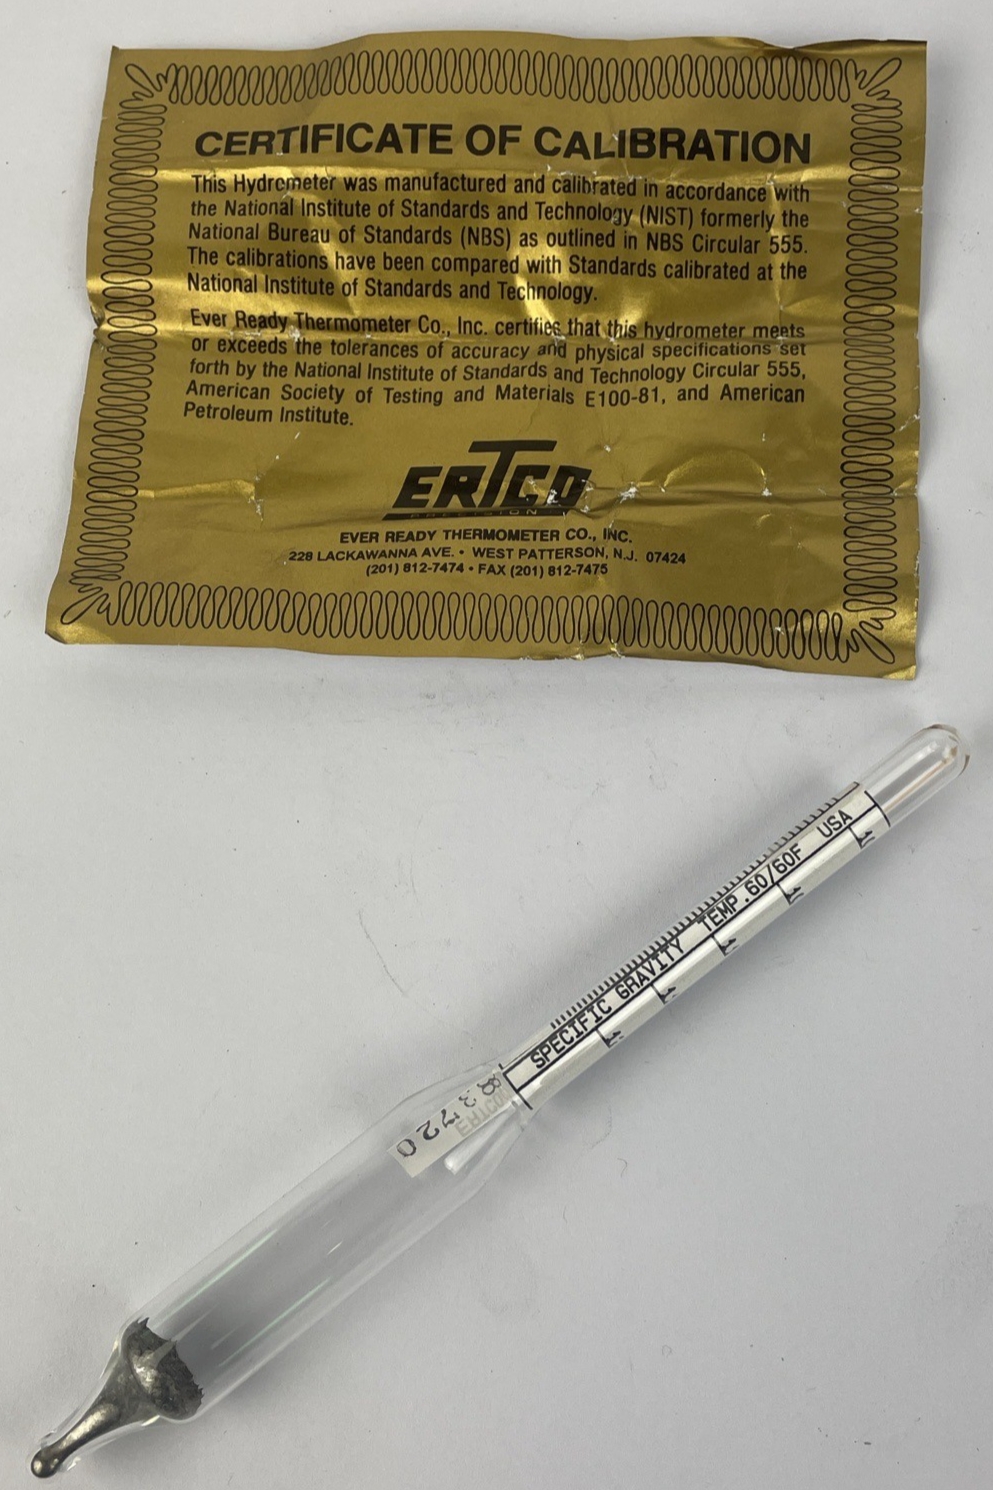 CERTIFICATE OF CALIBRATION
This Hydrometer was manufactured and calibrated in accordance with
the National Institute of Standards and Technology (NIST) formerly the
National Bureau of Standards (NBS) as outlined in NBS Circular 555.
The calibrations have been compared with Standards calibrated at the
National Institute of Standards and Technology.
Ever Ready Thermometer Co., Inc. certifies that this hydrometer meets
or exceeds the tolerances of accuracy and physical specifications set
forth by the National Institute of Standards and Technology Circular 555,
American Society of Testing and Materials E100-81, and American
Petroleum Institute.
ERTCO
PRECISION
EVER READY THERMOMETER CO., INC.
228 LACKAWANNA AVE. • WEST PATTERSON, N.J. 07424
(201) 812-7474 • FAX (201) 812-7475
SPECIFIC GRAVITY TEMP.60/60F USA
83720
ERTCO